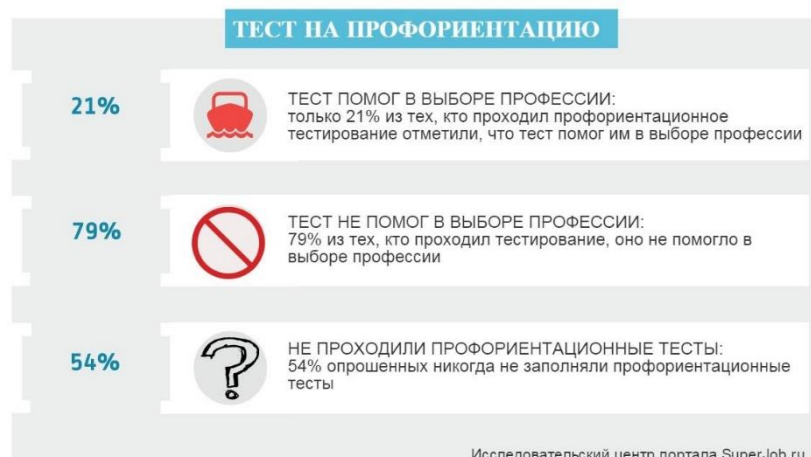 ТЕСТ НА ПРОФОРИЕНТАЦИЮ
21%
ТЕСТ ПОМОГ В ВЫБОРЕ ПРОФЕССИИ:
только 21% из тех, кто проходил профориентационное
тестирование отметили, что тест помог им в выборе профессии
79%
ТЕСТ НЕ ПОМОГ В ВЫБОРЕ ПРОФЕССИИ:
79% из тех, кто проходил тестирование, оно не помогло в
выборе профессии
54%
НЕ ПРОХОДИЛИ ПРОФОРИЕНТАЦИОННЫЕ ТЕСТЫ:
54% опрошенных никогда не заполняли профориентационные
тесты
Исследовательский центр портала SuperJob.ru